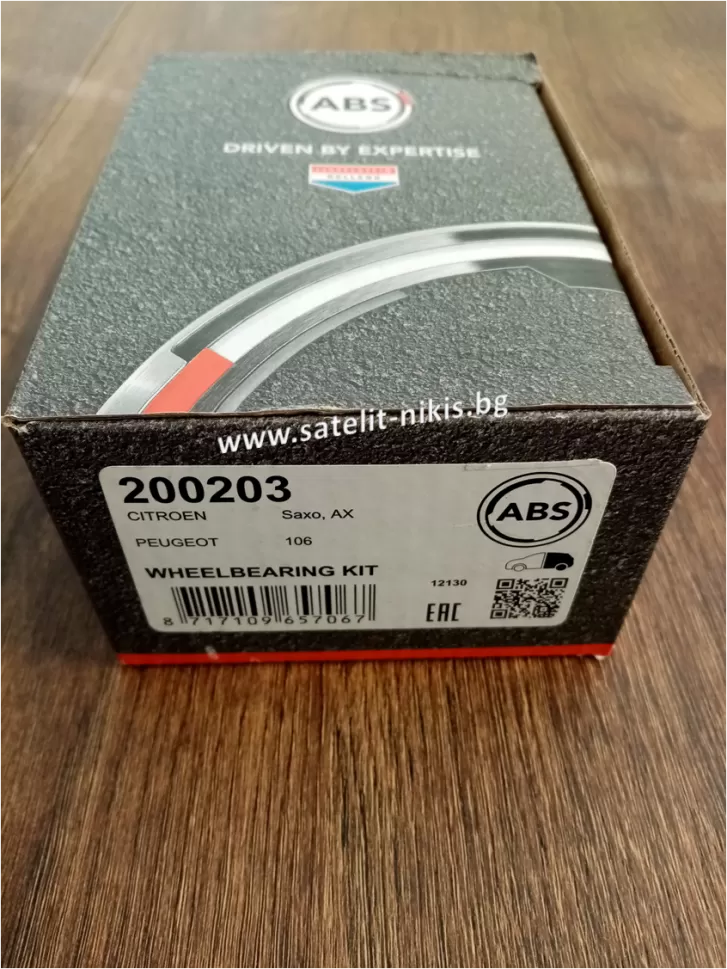 ABS
DRIVEN BY EXPERTISE
HOLLAND
www.satelit-nikis.bg
200203
CITROEN Saxo, AX
PEUGEOT 106
WHEELBEARING KIT
ABS
12130
8 717109 657067
EAC